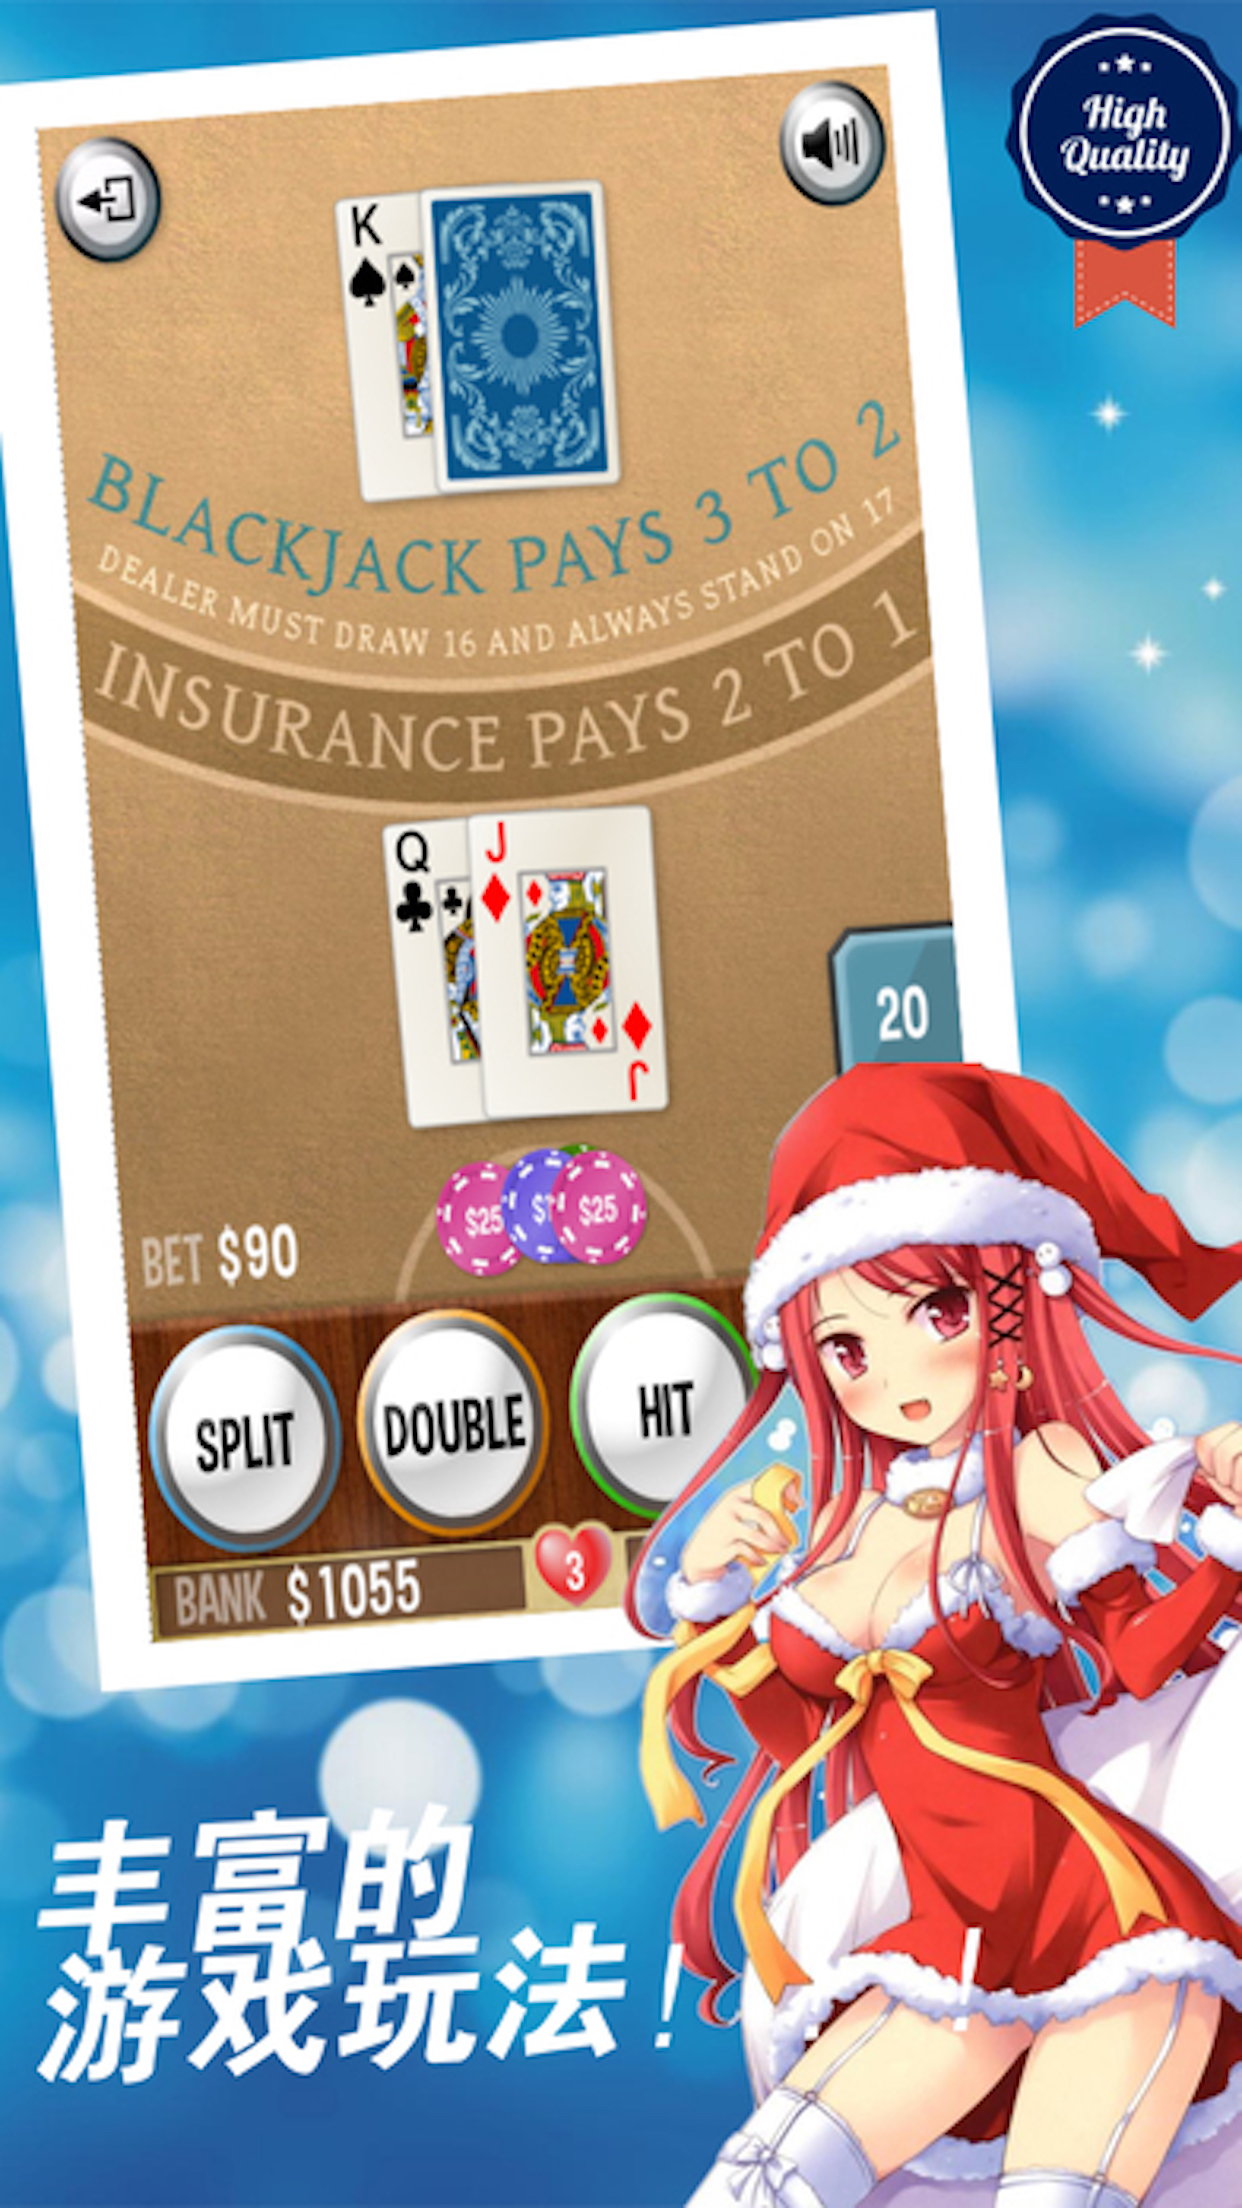 High
Quality
K
BLACKJACK PAYS 3 TO 2
DEALER MUST DRAW 16 AND ALWAYS STAND ON 17
INSURANCE PAYS 2 TO 1
Q
J
J
20
$25
$25
BET $90
SPLIT
DOUBLE
HIT
BANK $1055
3
丰富的
游戏玩法!!